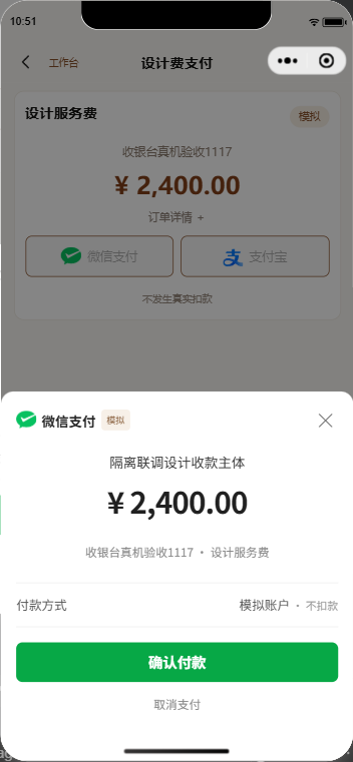 10:51
工作台 设计费支付
设计服务费 模拟
收银台真机验收1117
¥ 2,400.00
订单详情 +
微信支付 支付宝
不发生真实扣款
微信支付 模拟
隔离联调设计收款主体
¥2,400.00
收银台真机验收1117 · 设计服务费
付款方式 模拟账户 · 不扣款
确认付款
取消支付